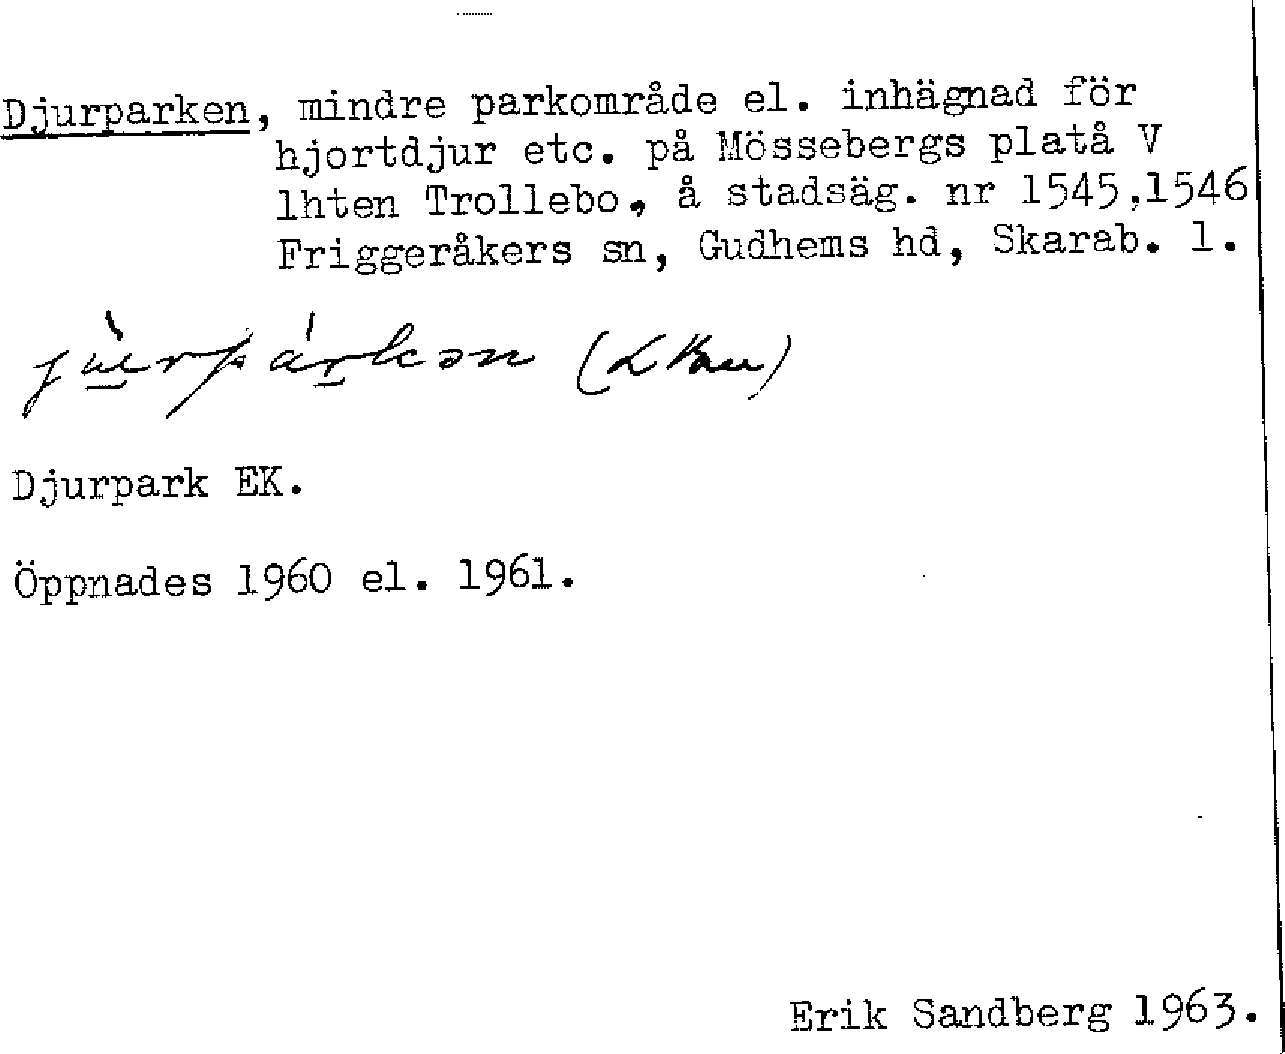 Djurparken, mindre parkområde el. inhägnad för
hjortdjur etc. på Mössebergs platå V
lhten Trollebo, å stadsäg. nr 1545,1546
Friggeråkers sn, Gudhems hd, Skarab. l.
Djurpark EK.
Öppnades 1960 el. 1961.
Erik Sandberg 1963.